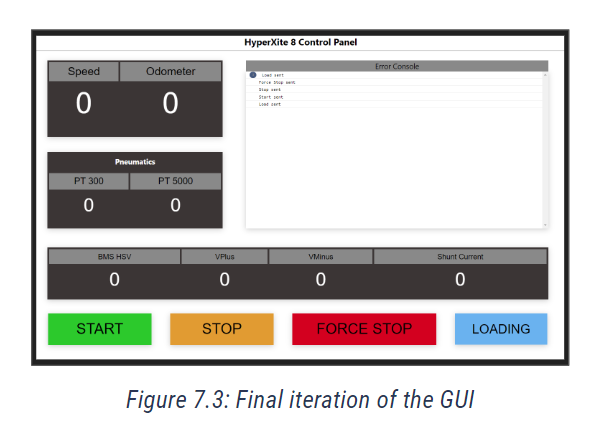 HyperXite 8 Control Panel
Speed Odometer
0 0
Error Console
Load sent
Force Stop sent
Stop sent
Start sent
Load sent
Pneumatics
PT 300 PT 5000
0 0
BMS HSV VPlus VMinus Shunt Current
0 0 0 0
START STOP FORCE STOP LOADING
Figure 7.3: Final iteration of the GUI